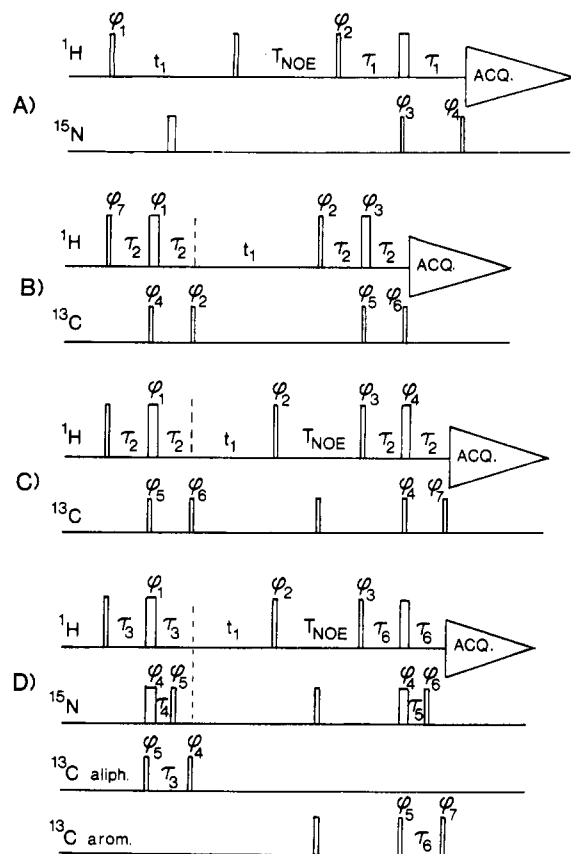 φ1 φ2
1H t1 TNOE τ1 τ1 ACQ.
A)
φ3 φ4
15N
φ7 φ1 φ2 φ3
1H τ2 τ2 t1 τ2 τ2 ACQ.
B)
φ4 φ2 φ5 φ6
13C
φ1 φ2 φ3 φ4
1H τ2 τ2 t1 TNOE τ2 τ2 ACQ.
C)
φ5 φ6 φ4 φ7
13C
φ1 φ2 φ3
1H τ3 τ3 t1 TNOE τ6 τ6 ACQ.
D)
φ4 φ5 φ4 φ6
15N τ4 τ5
φ5 φ4
13C aliph. τ3
φ5 φ7
13C arom. τ6